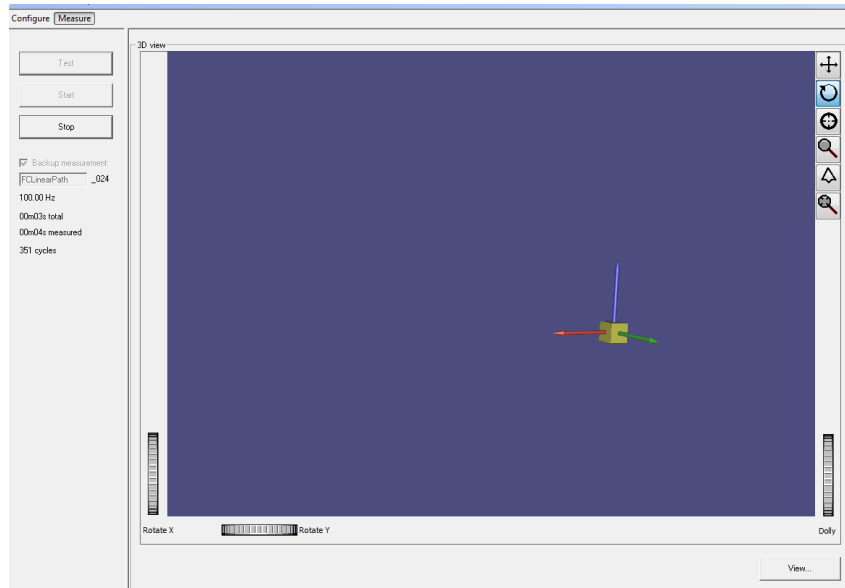 Configure Measure
3D view
Test
Start
Stop
Backup measurement:
FCLinearPath _024
100.00 Hz
00m03s total
00m04s measured
351 cycles
Rotate X
Rotate Y
Dolly
View...